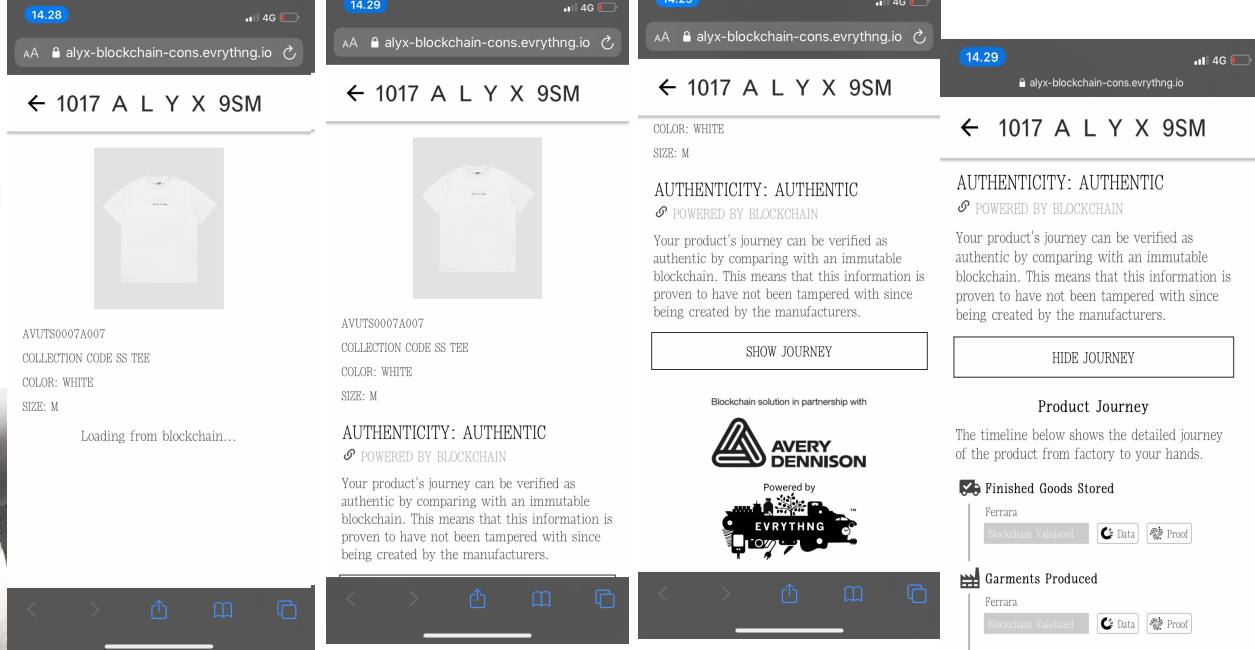 14.28
4G
AA alyx-blockchain-cons.evrythng.io
1017 A L Y X 9SM
AVUTS0007A007
COLLECTION CODE SS TEE
COLOR: WHITE
SIZE: M
Loading from blockchain...
14.29
4G
AA alyx-blockchain-cons.evrythng.io
1017 A L Y X 9SM
AVUTS0007A007
COLLECTION CODE SS TEE
COLOR: WHITE
SIZE: M
AUTHENTICITY: AUTHENTIC
POWERED BY BLOCKCHAIN
Your product's journey can be verified as
authentic by comparing with an immutable
blockchain. This means that this information is
proven to have not been tampered with since
being created by the manufacturers.
14.29
4G
AA alyx-blockchain-cons.evrythng.io
1017 A L Y X 9SM
COLOR: WHITE
SIZE: M
AUTHENTICITY: AUTHENTIC
POWERED BY BLOCKCHAIN
Your product's journey can be verified as
authentic by comparing with an immutable
blockchain. This means that this information is
proven to have not been tampered with since
being created by the manufacturers.
SHOW JOURNEY
Blockchain solution in partnership with
AVERY
DENNISON
Powered by
EVRYTHNG
TM
14.29
4G
alyx-blockchain-cons.evrythng.io
1017 A L Y X 9SM
AUTHENTICITY: AUTHENTIC
POWERED BY BLOCKCHAIN
Your product's journey can be verified as
authentic by comparing with an immutable
blockchain. This means that this information is
proven to have not been tampered with since
being created by the manufacturers.
HIDE JOURNEY
Product Journey
The timeline below shows the detailed journey
of the product from factory to your hands.
Finished Goods Stored
Ferrara
Blockchain Validated Data Proof
Garments Produced
Ferrara
Blockchain Validated Data Proof